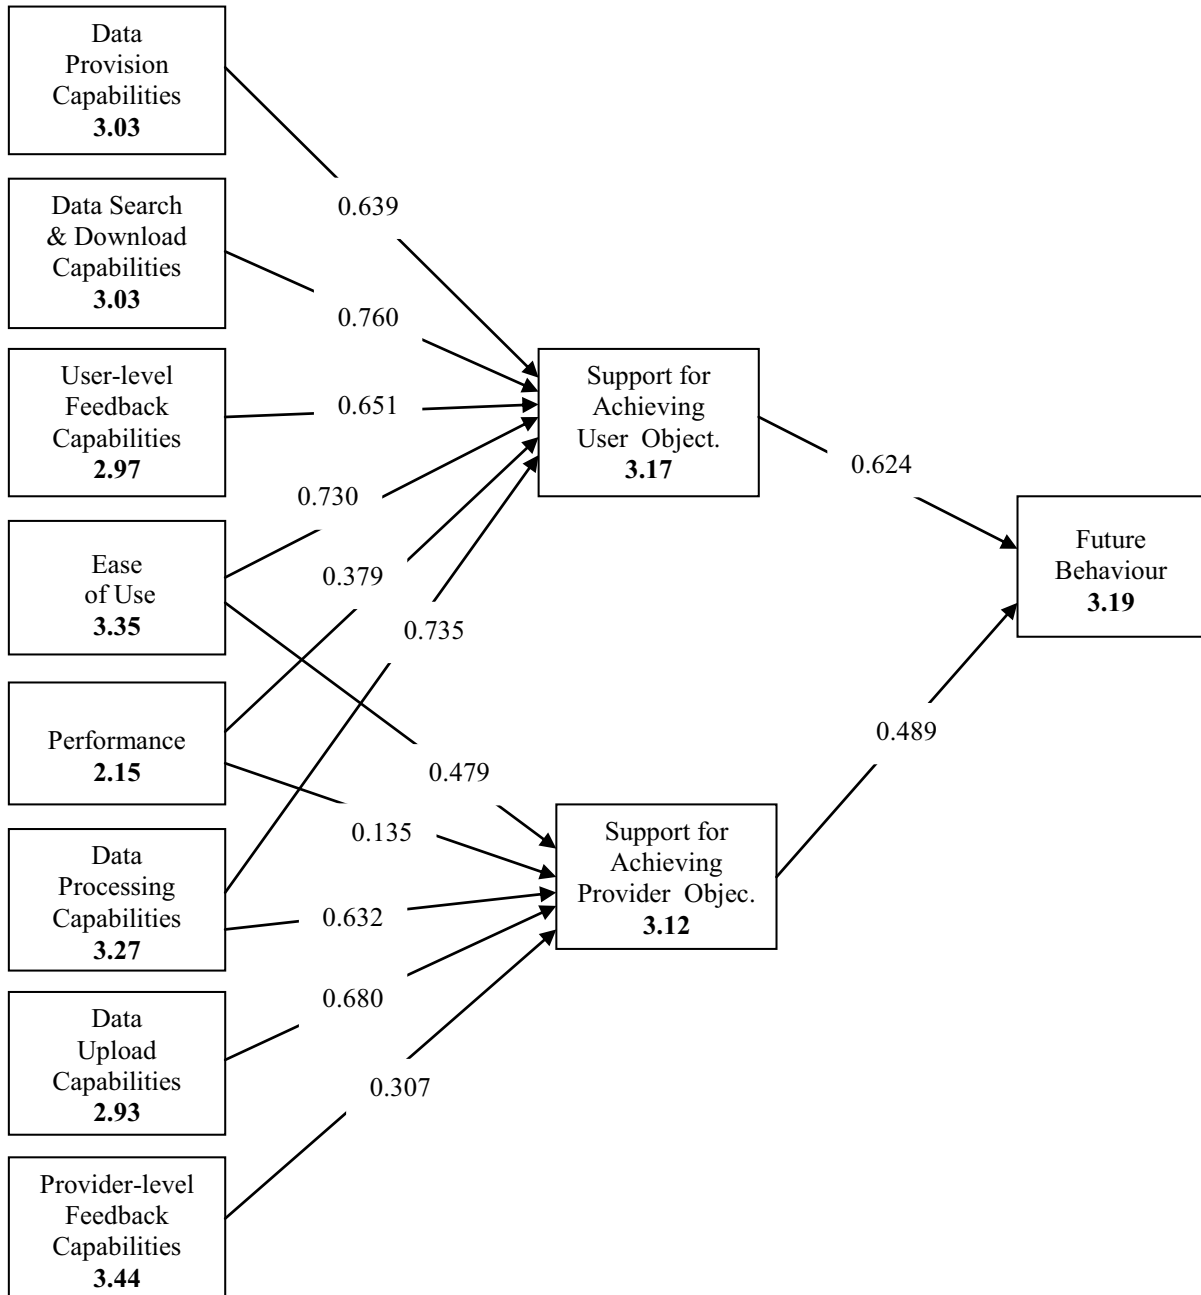 Data
Provision
Capabilities
3.03
0.639
Data Search
& Download
Capabilities
3.03
0.760
User-level
Feedback
Capabilities
2.97
0.651
Support for
Achieving
User Object.
3.17
0.624
0.730
Ease
of Use
3.35
0.379
0.735
Future
Behaviour
3.19
Performance
2.15
0.479
0.489
0.135
Data
Processing
Capabilities
3.27
0.632
Support for
Achieving
Provider Objec.
3.12
0.680
Data
Upload
Capabilities
2.93
0.307
Provider-level
Feedback
Capabilities
3.44